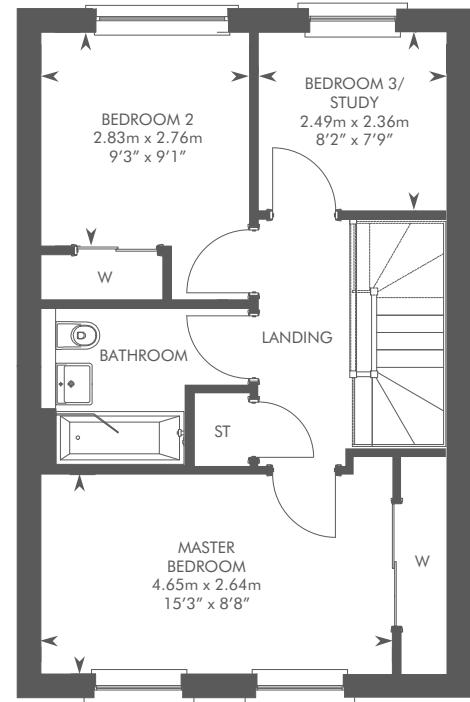 BEDROOM 2
2.83m x 2.76m
9’3” x 9’1”
BEDROOM 3/
STUDY
2.49m x 2.36m
8’2” x 7’9”
W
BATHROOM
LANDING
ST
MASTER
BEDROOM
4.65m x 2.64m
15’3” x 8’8”
W